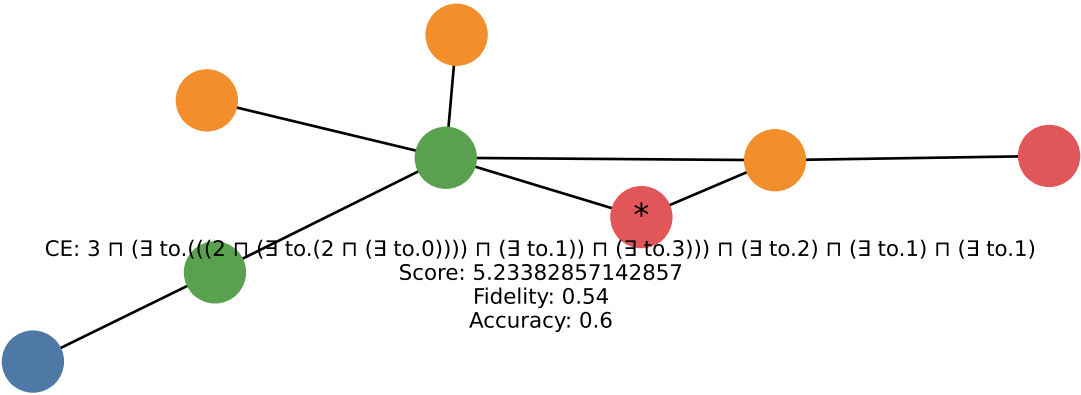 *
CE: 3 ⊓ (∃ to.(((2 ⊓ (∃ to.(2 ⊓ (∃ to.0)))) ⊓ (∃ to.1)) ⊓ (∃ to.3))) ⊓ (∃ to.2) ⊓ (∃ to.1) ⊓ (∃ to.1)
Score: 5.23382857142857
Fidelity: 0.54
Accuracy: 0.6